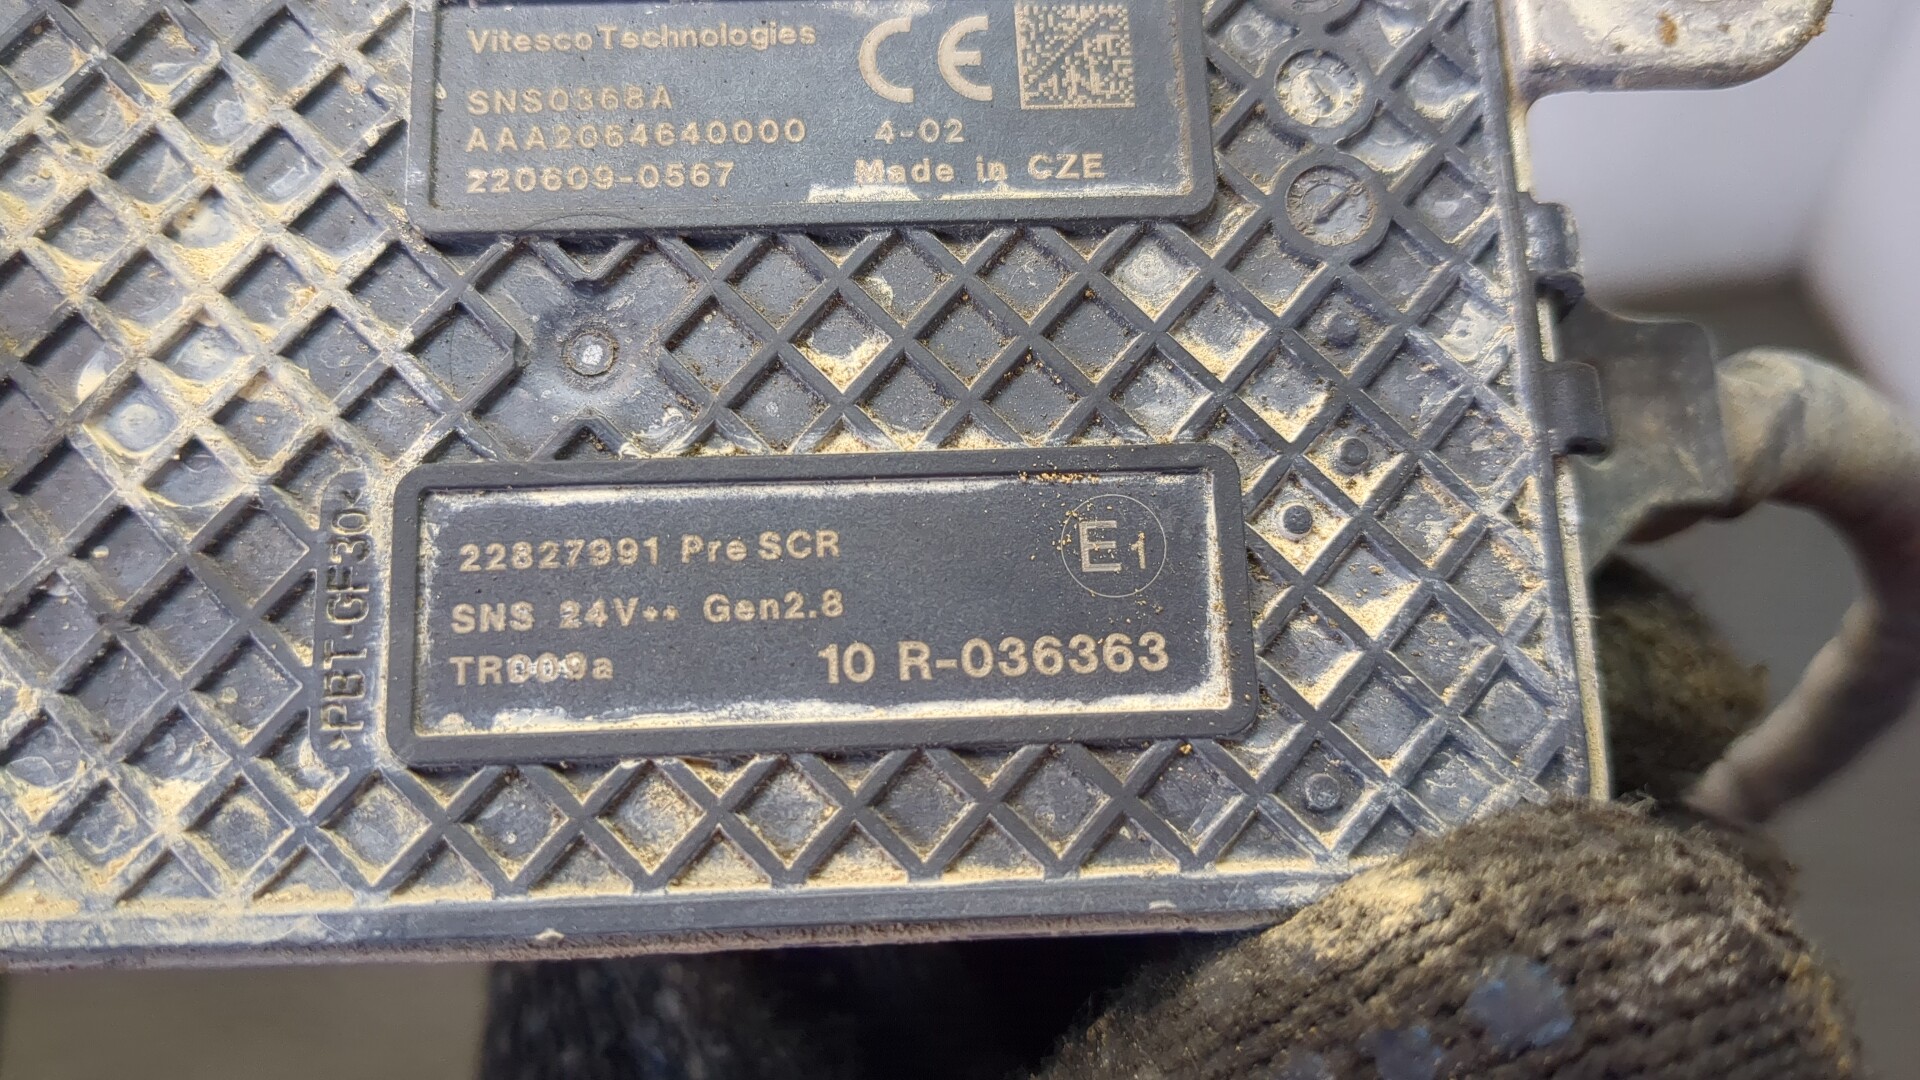 Vitesco Technologies
CE
SNS0368A
AAA2064640000 4-02
220609-0567 Made in CZE
>PBT-GF30<
22827991 Pre SCR
E1
SNS 24V++ Gen2.8
10 R-036363